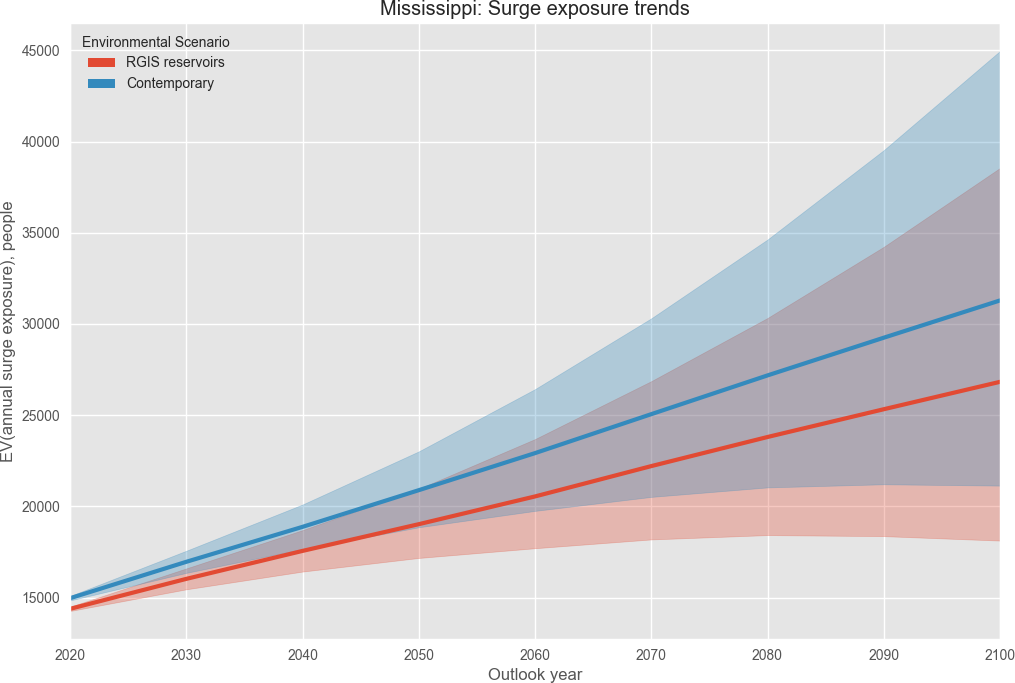 Mississippi: Surge exposure trends
EV(annual surge exposure), people
45000
40000
35000
30000
25000
20000
15000
Environmental Scenario
RGIS reservoirs
Contemporary
2020 2030 2040 2050 2060 2070 2080 2090 2100
Outlook year